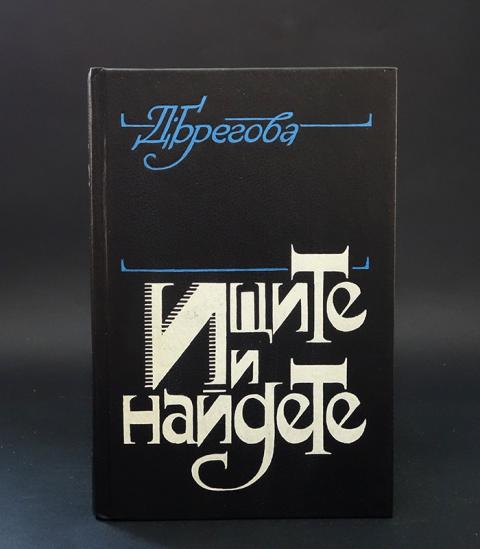 Д. Брегова
Ищите
и
найдете